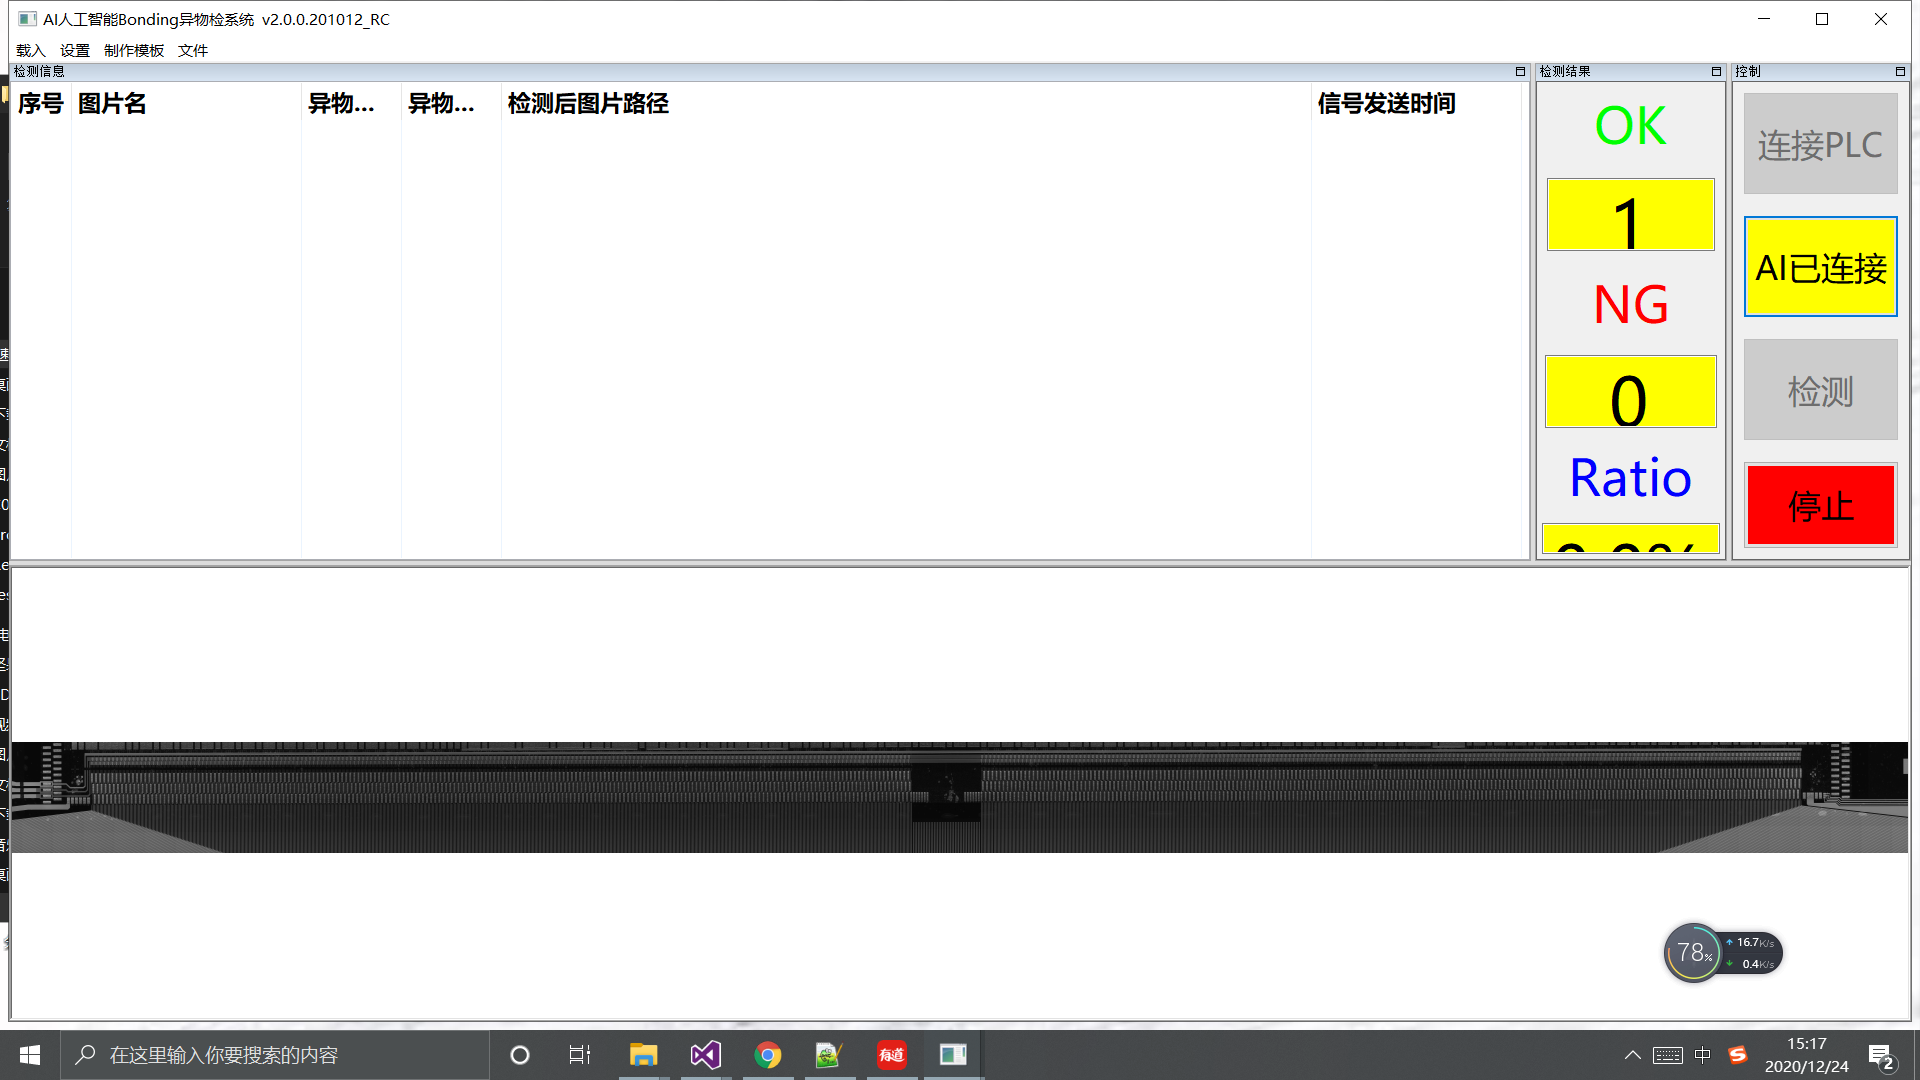 AI人工智能Bonding异物检系统 v2.0.0.201012_RC
载入 设置 制作模板 文件
检测信息
检测结果
控制
序号 图片名 异物... 异物... 检测后图片路径 信号发送时间
OK
1
NG
0
Ratio
连接PLC
AI已连接
检测
停止
78%
16.7K/s
0.4K/s
在这里输入你要搜索的内容
有道
中
15:17
2020/12/24
2